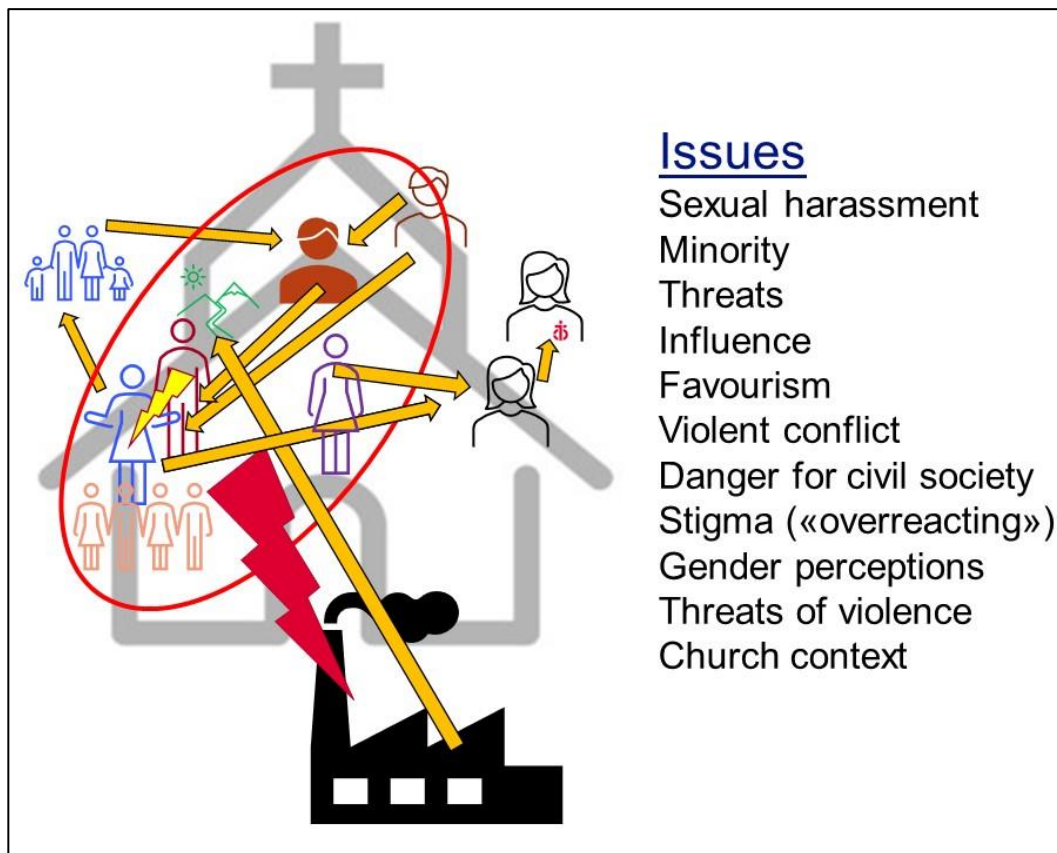 Issues
Sexual harassment
Minority
Threats
Influence
Favourism
Violent conflict
Danger for civil society
Stigma («overreacting»)
Gender perceptions
Threats of violence
Church context